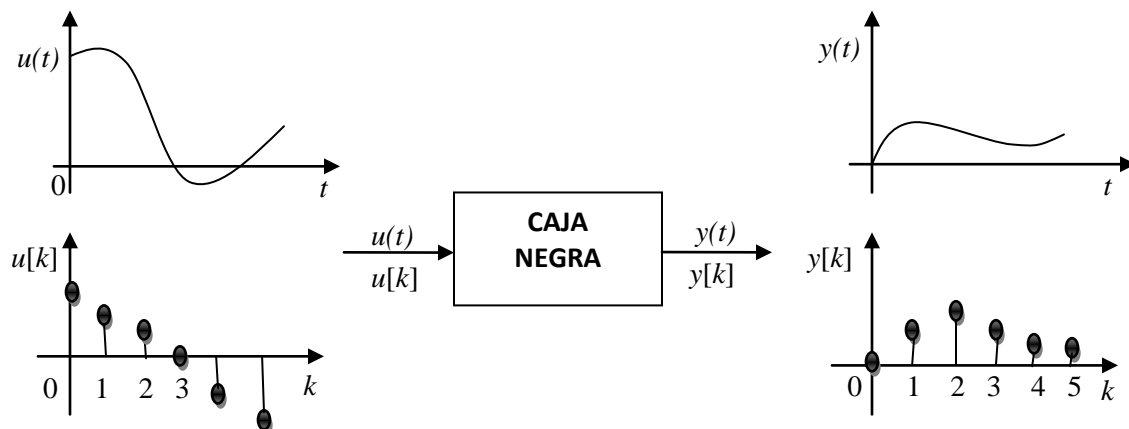 u(t)
0
t
u[k]
0 1 2 3
k
u(t)
u[k]
CAJA
NEGRA
y(t)
y[k]
y(t)
t
y[k]
0 1 2 3 4 5
k